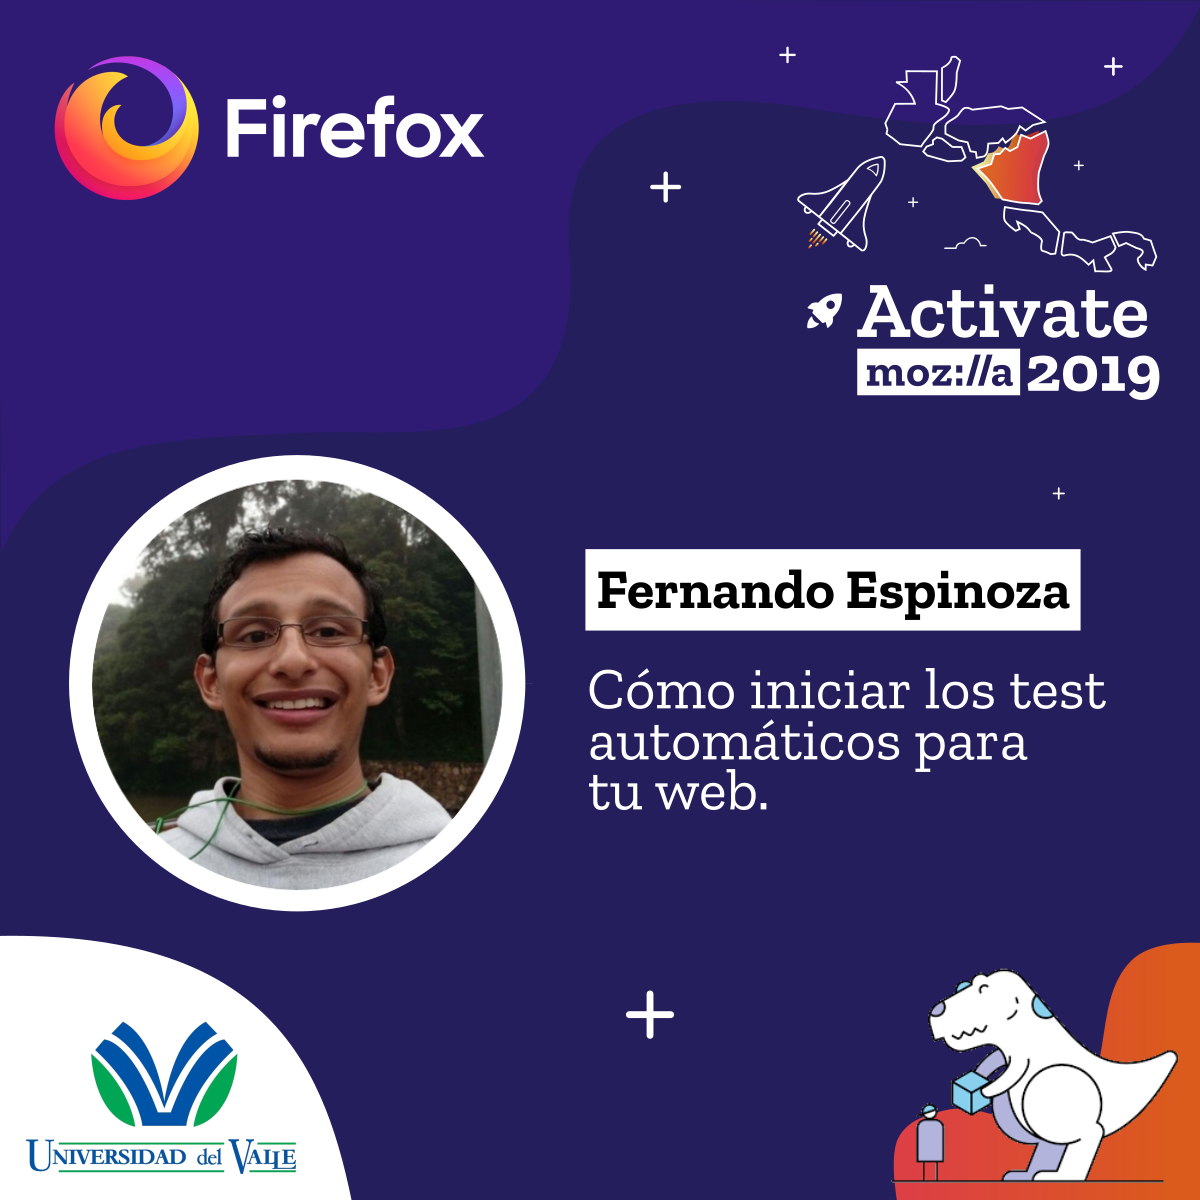 Firefox
Activate
moz://a 2019
Fernando Espinoza
Cómo iniciar los test
automáticos para
tu web.
UNIVERSIDAD del VALLE